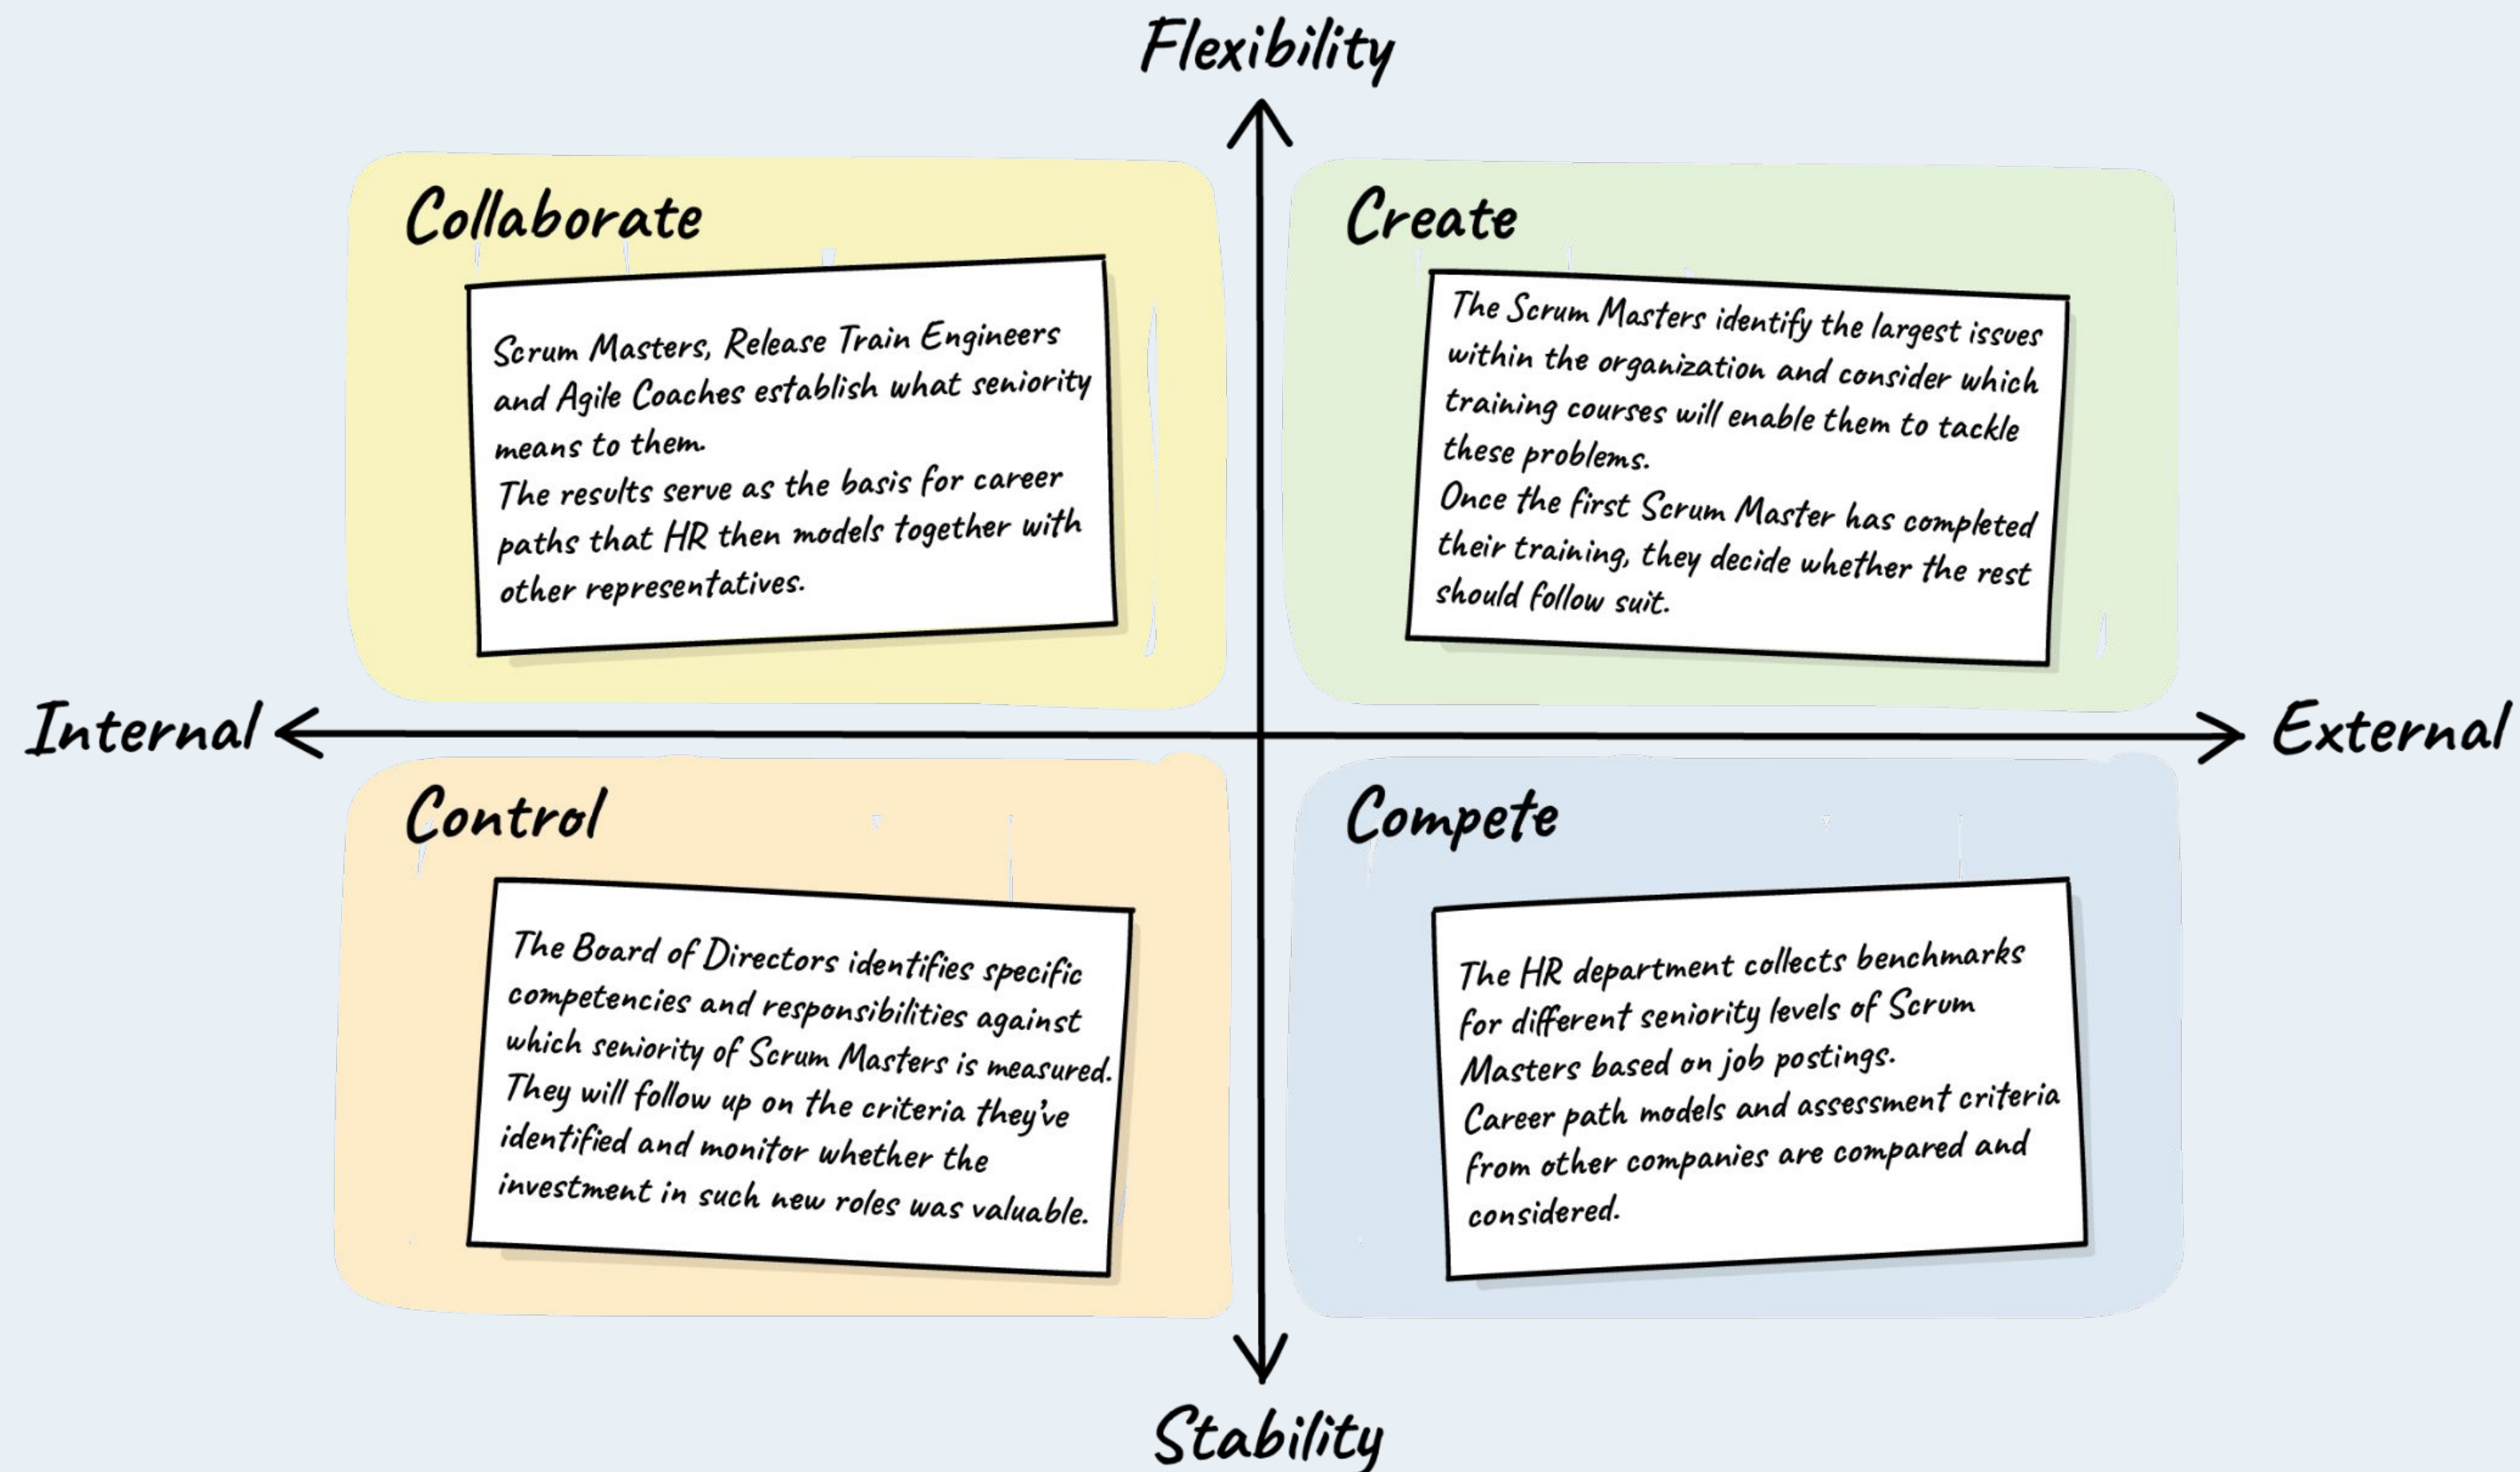 Flexibility
Collaborate
Scrum Masters, Release Train Engineers
and Agile Coaches establish what seniority
means to them.
The results serve as the basis for career
paths that HR then models together with
other representatives.
Create
The Scrum Masters identify the largest issues
within the organization and consider which
training courses will enable them to tackle
these problems.
Once the first Scrum Master has completed
their training, they decide whether the rest
should follow suit.
Internal
External
Control
The Board of Directors identifies specific
competencies and responsibilities against
which seniority of Scrum Masters is measured.
They will follow up on the criteria they've
identified and monitor whether the
investment in such new roles was valuable.
Compete
The HR department collects benchmarks
for different seniority levels of Scrum
Masters based on job postings.
Career path models and assessment criteria
from other companies are compared and
considered.
Stability